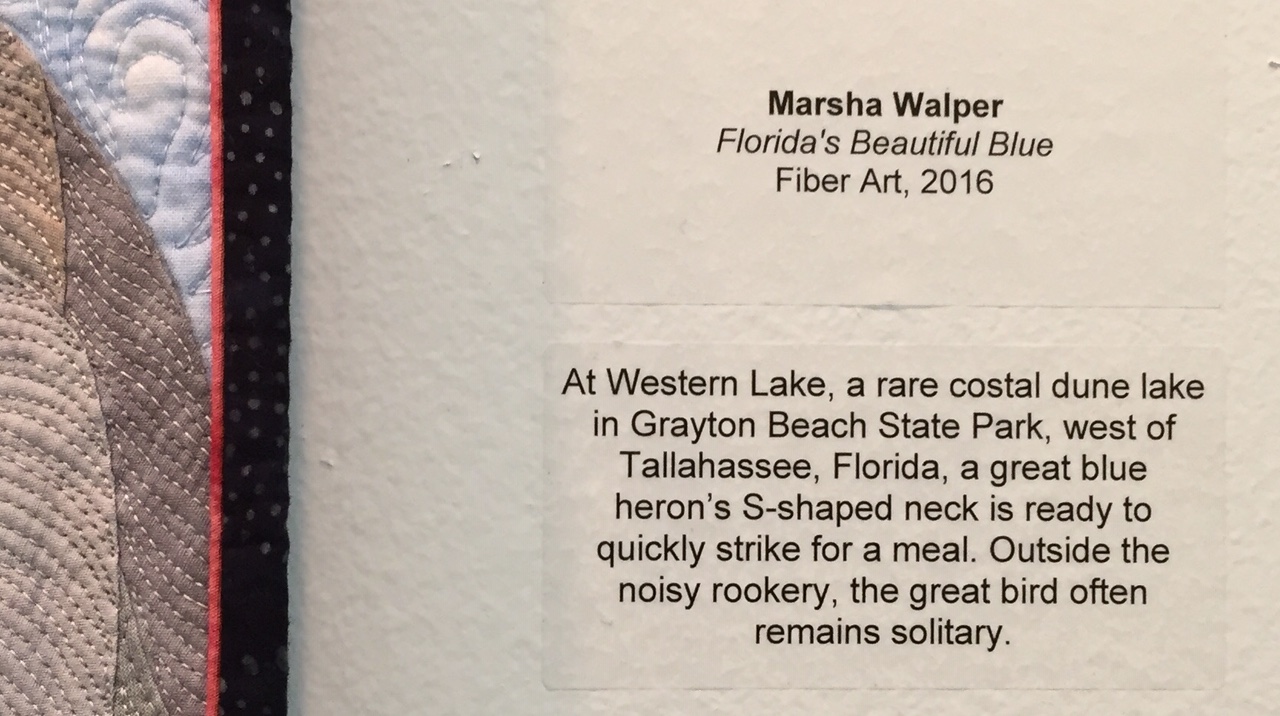 Marsha Walper
Florida's Beautiful Blue
Fiber Art, 2016
At Western Lake, a rare costal dune lake
in Grayton Beach State Park, west of
Tallahassee, Florida, a great blue
heron’s S-shaped neck is ready to
quickly strike for a meal. Outside the
noisy rookery, the great bird often
remains solitary.